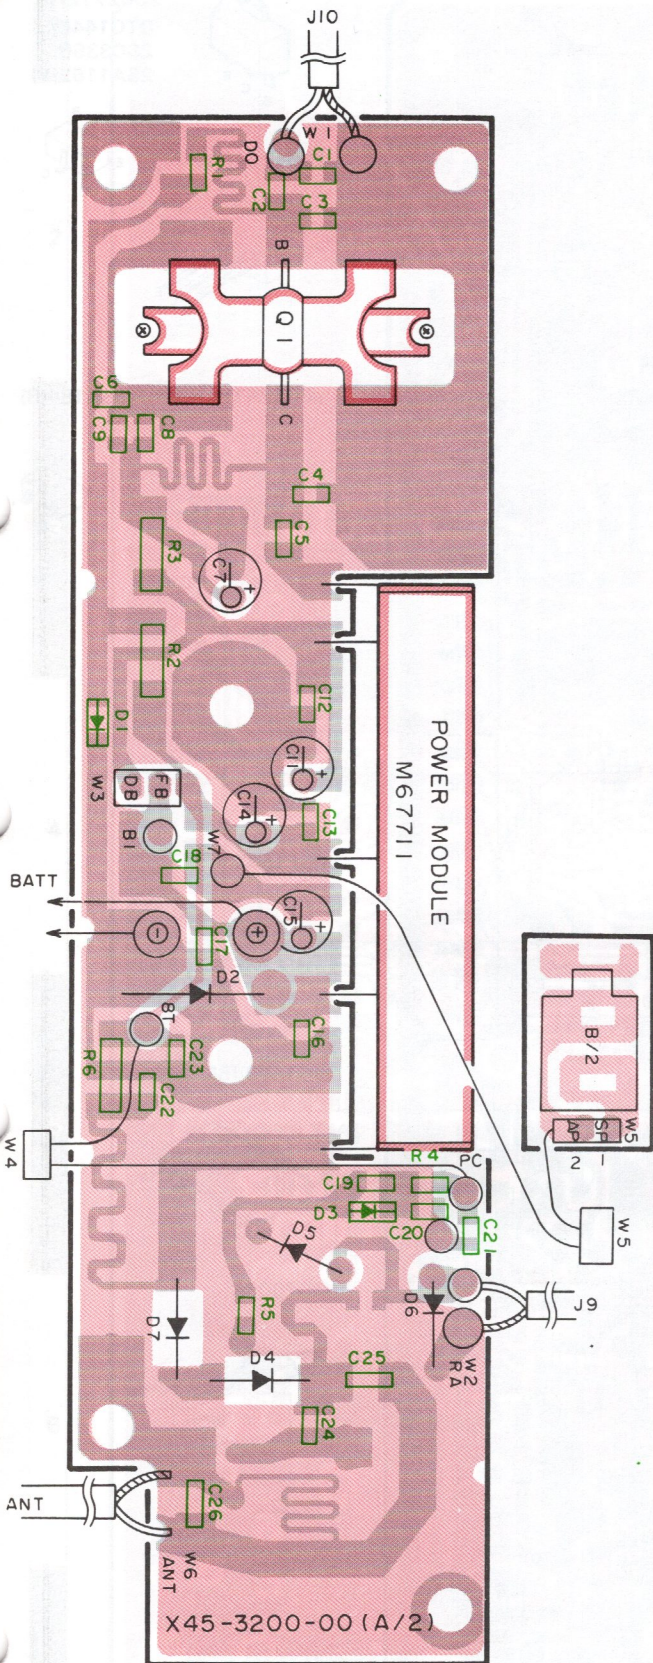 J10
W1
DO
R1
C1
C2
C3
B
Q1
C
C6
C9
C8
C4
C5
R3
C7
+
R2
C12
D1
POWER MODULE
M67711
C11
+
W3
DB
FB
B1
C14
+
C13
W7
C18
BATT
C15
+
−
+
C17
D2
8T
B/2
C16
R6
C23
C22
W5
AP
SP
2
1
W4
R4
PC
C19
D3
C20
C21
W5
D5
D6
J9
R5
D7
W2
RA
D4
C25
C24
ANT
C26
W6
ANT
X45-3200-00 (A/2)